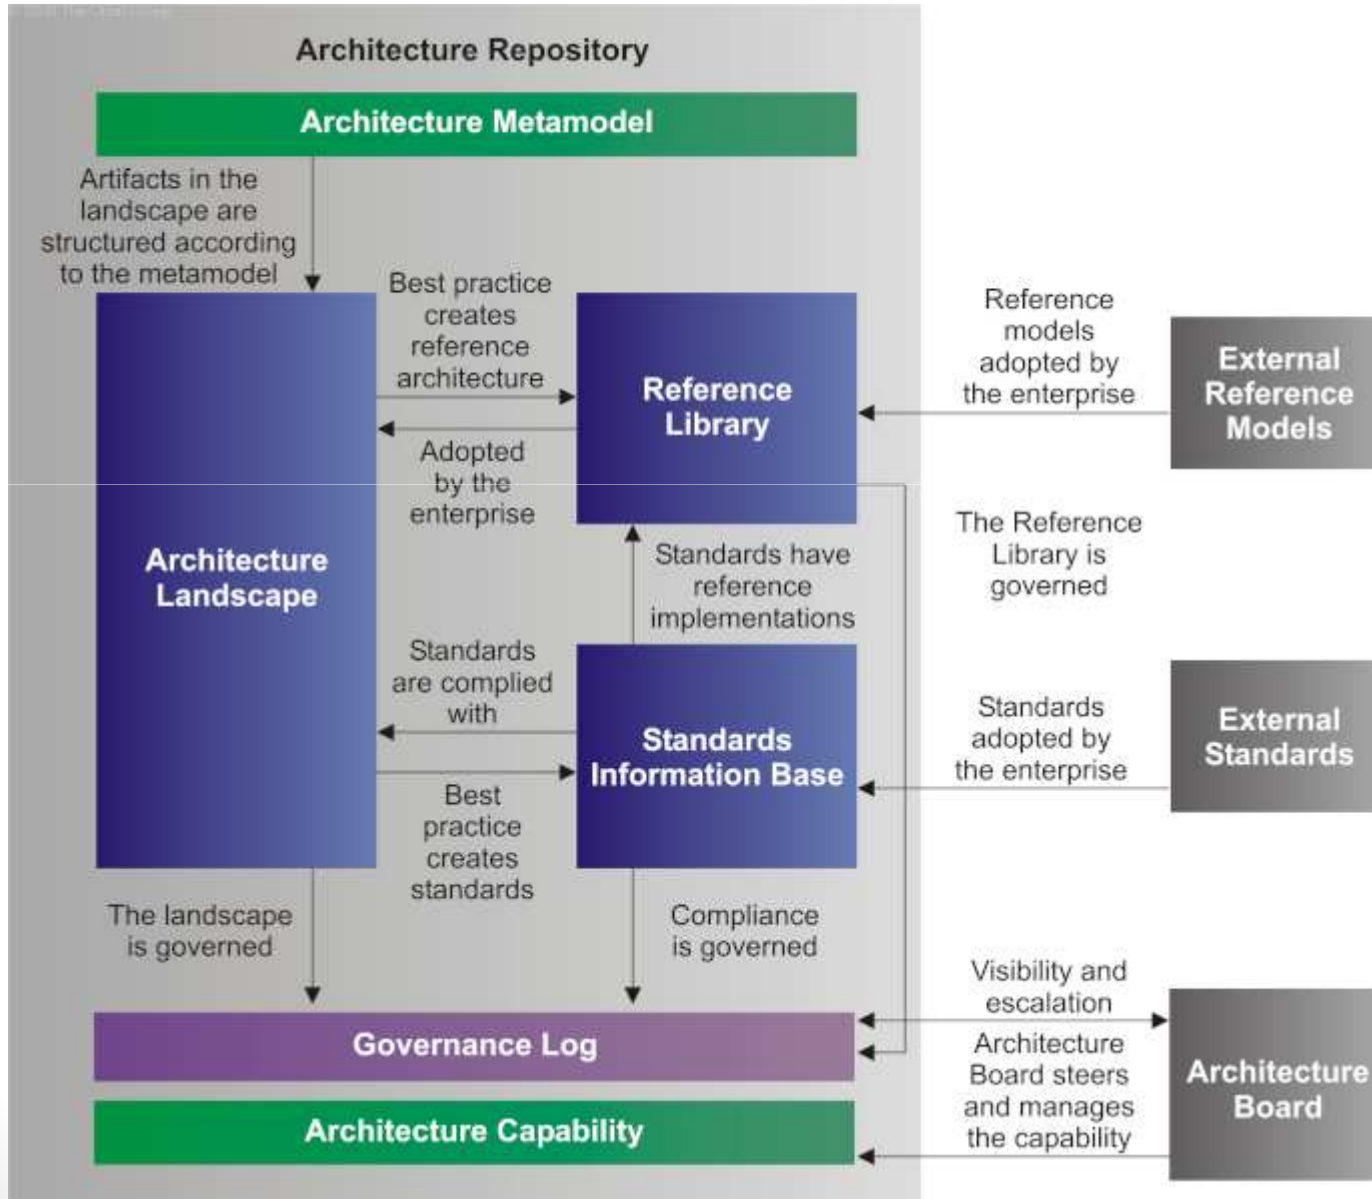 Architecture Repository
Architecture Metamodel
Artifacts in the
landscape are
structured according
to the metamodel
Best practice
creates
reference
architecture
Reference
Library
Reference
models
adopted by
the enterprise
External
Reference
Models
Adopted
by the
enterprise
The Reference
Library is
governed
Architecture
Landscape
Standards have
reference
implementations
Standards
are complied
with
Standards
Information Base
Standards
adopted by
the enterprise
External
Standards
Best
practice
creates
standards
The landscape
is governed
Compliance
is governed
Visibility and
escalation
Governance Log
Architecture
Board steers
and manages
the capability
Architecture
Board
Architecture Capability